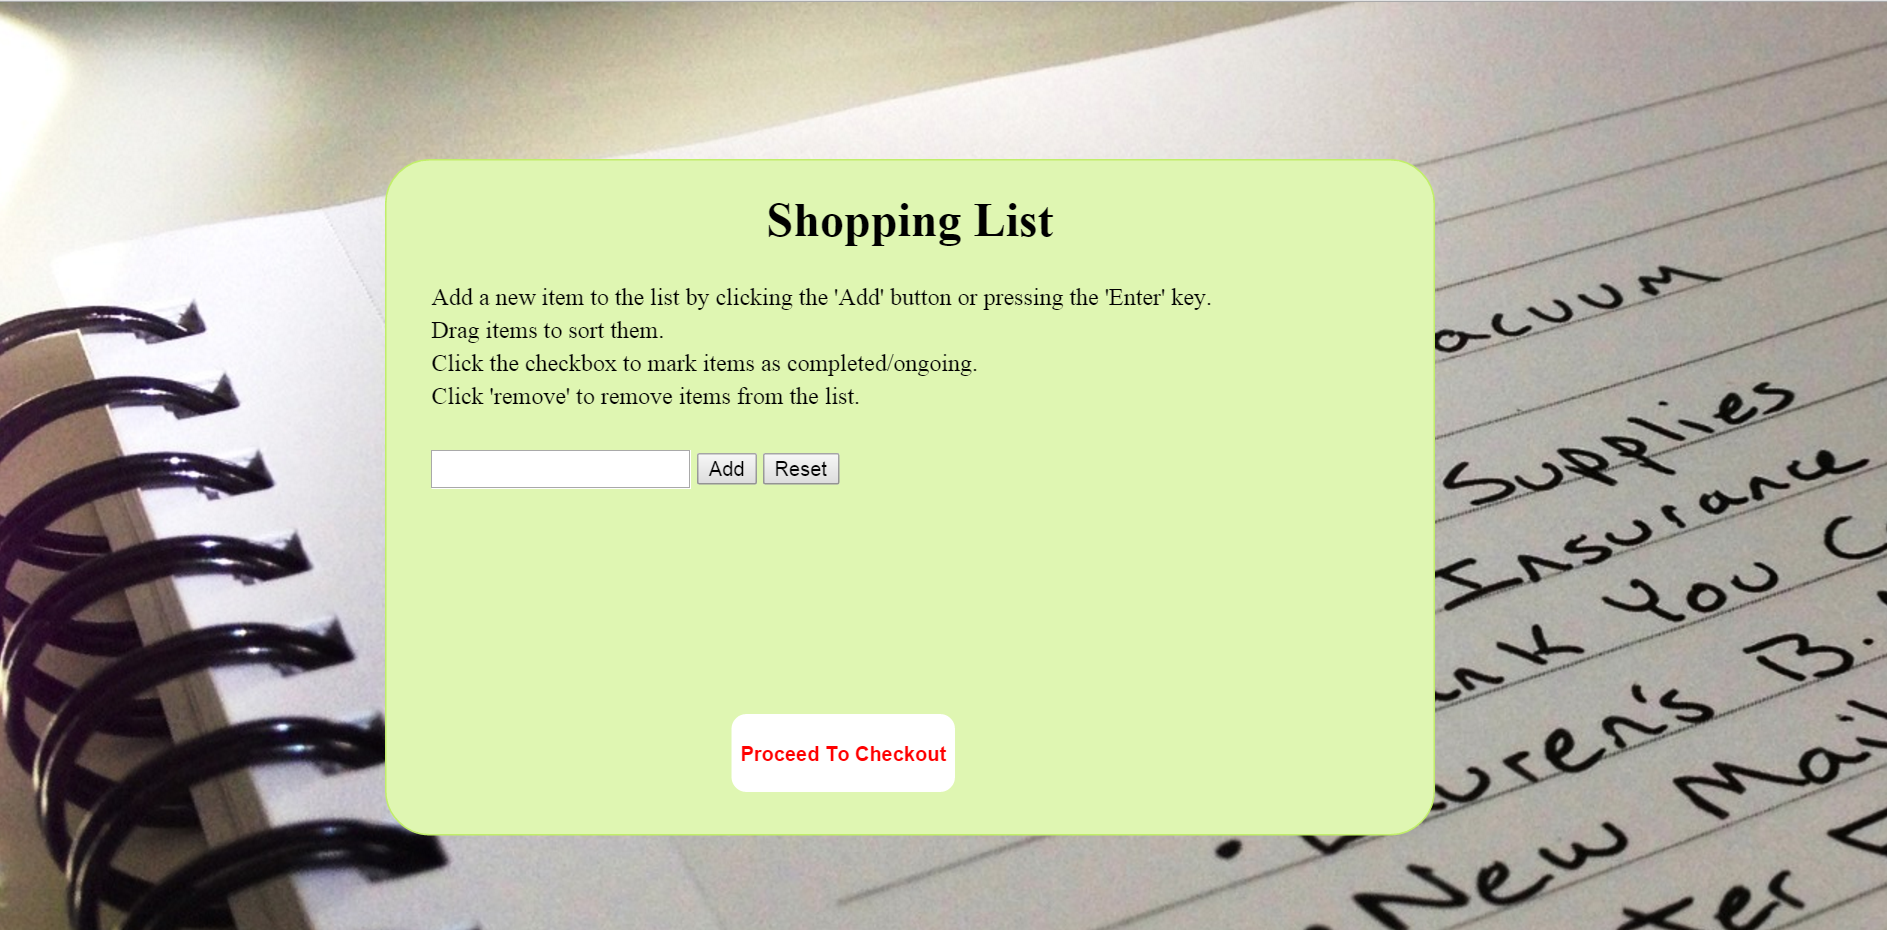 Shopping List
Add a new item to the list by clicking the 'Add' button or pressing the 'Enter' key.
Drag items to sort them.
Click the checkbox to mark items as completed/ongoing.
Click 'remove' to remove items from the list.
Add Reset
Proceed To Checkout
acuum
Supplies
Insurance
nk You C
uren's B.
New Mail
ter